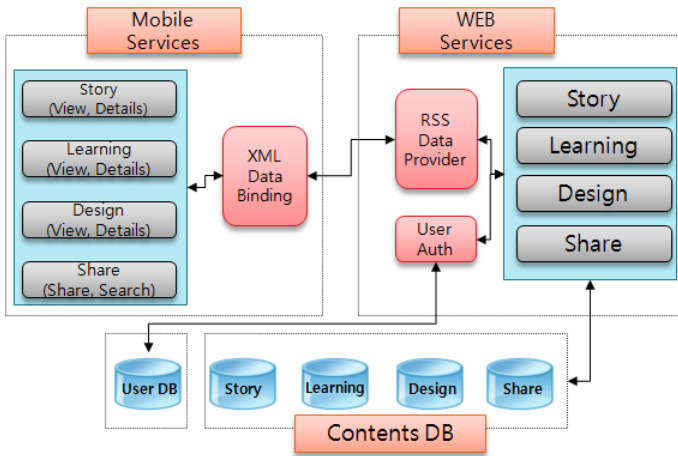 Mobile
Services
Story
(View, Details)
Learning
(View, Details)
Design
(View, Details)
Share
(Share, Search)
XML
Data
Binding
WEB
Services
RSS
Data
Provider
User
Auth
Story
Learning
Design
Share
User DB
Story
Learning
Design
Share
Contents DB